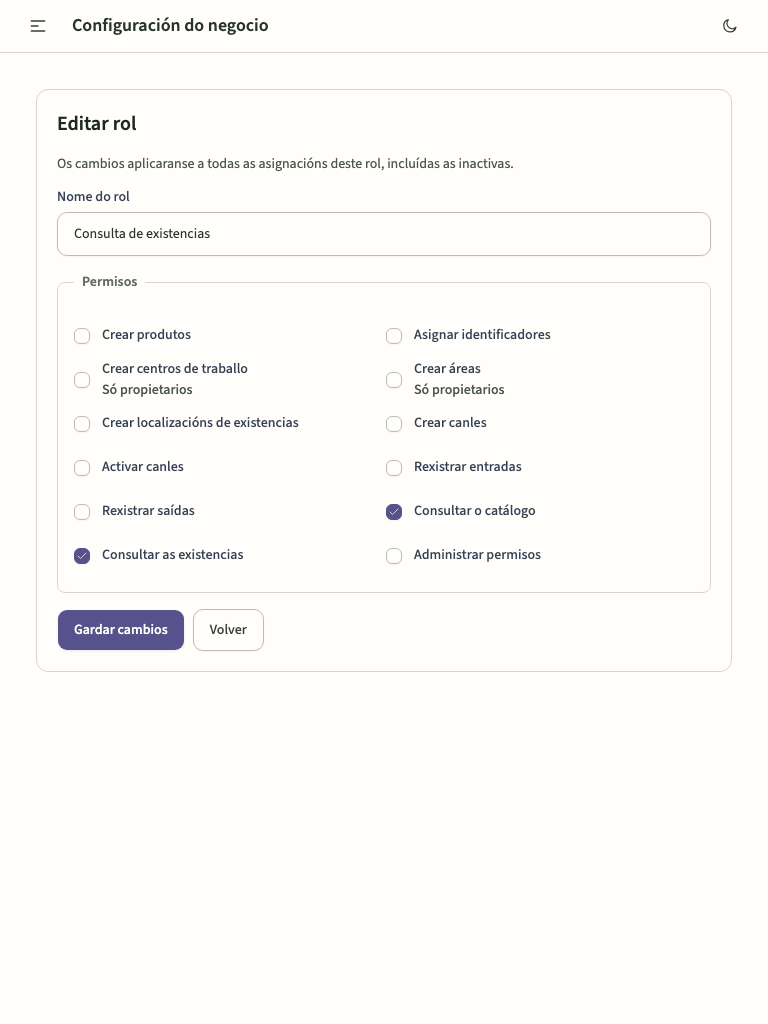 Configuración do negocio
Editar rol
Os cambios aplicaranse a todas as asignacións deste rol, incluídas as inactivas.
Nome do rol
Consulta de existencias
Permisos
Crear produtos
Asignar identificadores
Crear centros de traballo
Só propietarios
Crear áreas
Só propietarios
Crear localizacións de existencias
Crear canles
Activar canles
Rexistrar entradas
Rexistrar saídas
Consultar o catálogo
Consultar as existencias
Administrar permisos
Gardar cambios
Volver